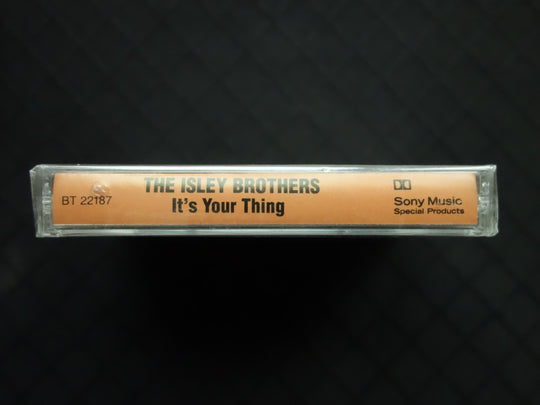 BT 22187
THE ISLEY BROTHERS
It's Your Thing
Sony Music
Special Products